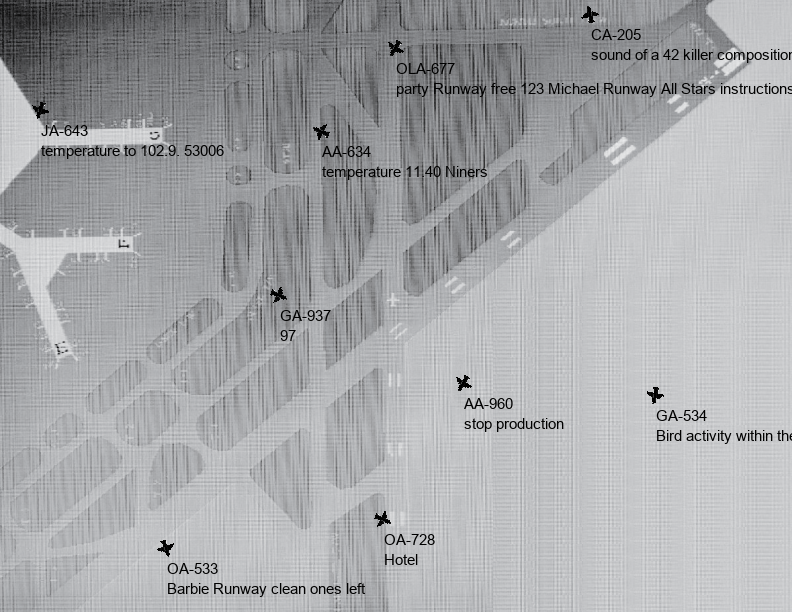 CA-205
sound of a 42 killer composition
OLA-677
party Runway free 123 Michael Runway All Stars instructions
JA-643
temperature to 102.9. 53006
AA-634
temperature 11.40 Niners
GA-937
97
AA-960
stop production
GA-534
Bird activity within the
OA-728
Hotel
OA-533
Barbie Runway clean ones left